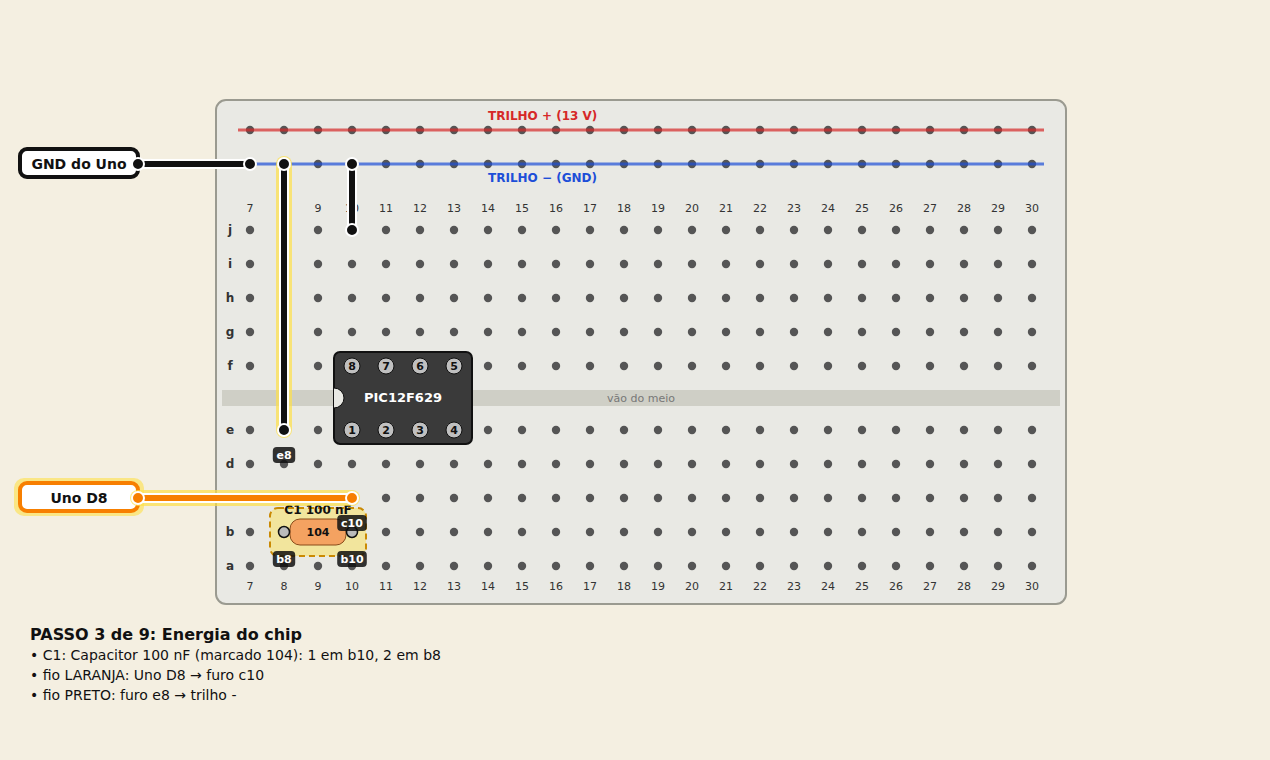 TRILHO + (13 V)
GND do Uno
TRILHO − (GND)
7 9 11 12 13 14 15 16 17 18 19 20 21 22 23 24 25 26 27 28 29 30
j
i
h
g
f
8 7 6 5
PIC12F629
vão do meio
1 2 3 4
e
e8
d
Uno D8
C1 100 nF
c10
b
104
b8
b10
a
7 8 9 10 11 12 13 14 15 16 17 18 19 20 21 22 23 24 25 26 27 28 29 30
PASSO 3 de 9: Energia do chip
• C1: Capacitor 100 nF (marcado 104): 1 em b10, 2 em b8
• fio LARANJA: Uno D8 → furo c10
• fio PRETO: furo e8 → trilho -